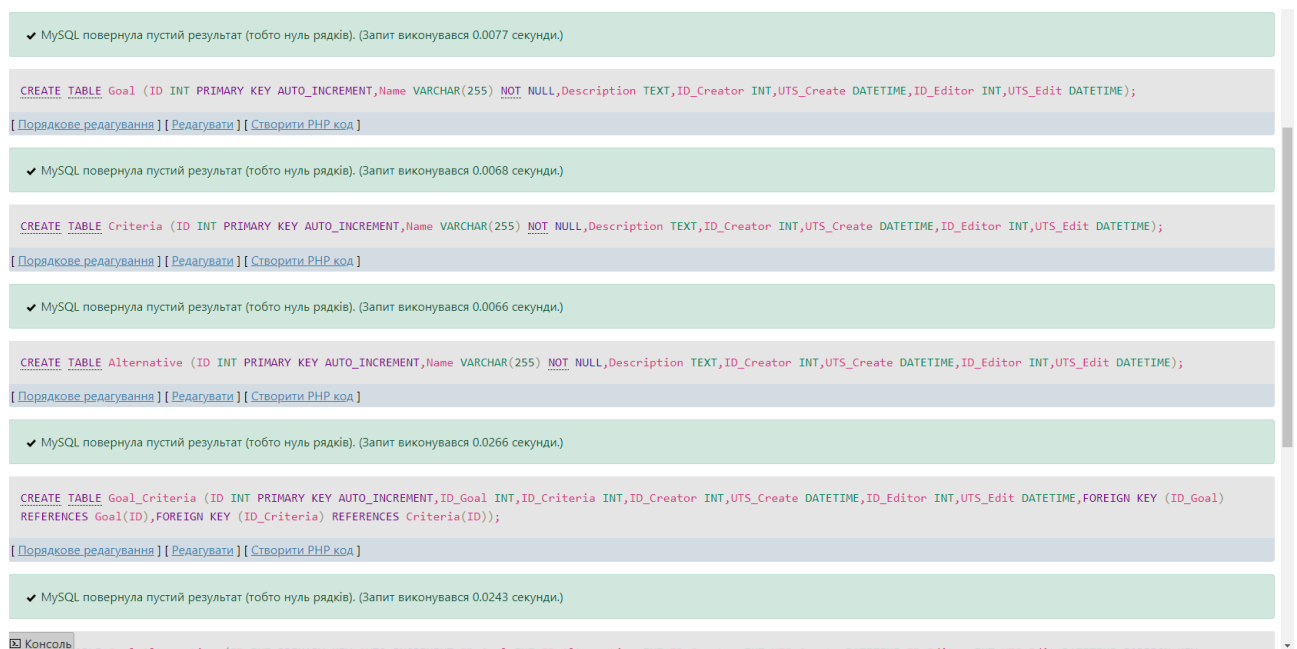 MySQL повернула пустий результат (тобто нуль рядків). (Запит виконувався 0.0077 секунди.)
CREATE TABLE Goal (ID INT PRIMARY KEY AUTO_INCREMENT,Name VARCHAR(255) NOT NULL,Description TEXT,ID_Creator INT,UTS_Create DATETIME,ID_Editor INT,UTS_Edit DATETIME);
[ Порядкове редагування ] [ Редагувати ] [ Створити PHP код ]
MySQL повернула пустий результат (тобто нуль рядків). (Запит виконувався 0.0068 секунди.)
CREATE TABLE Criteria (ID INT PRIMARY KEY AUTO_INCREMENT,Name VARCHAR(255) NOT NULL,Description TEXT,ID_Creator INT,UTS_Create DATETIME,ID_Editor INT,UTS_Edit DATETIME);
[ Порядкове редагування ] [ Редагувати ] [ Створити PHP код ]
MySQL повернула пустий результат (тобто нуль рядків). (Запит виконувався 0.0066 секунди.)
CREATE TABLE Alternative (ID INT PRIMARY KEY AUTO_INCREMENT,Name VARCHAR(255) NOT NULL,Description TEXT,ID_Creator INT,UTS_Create DATETIME,ID_Editor INT,UTS_Edit DATETIME);
[ Порядкове редагування ] [ Редагувати ] [ Створити PHP код ]
MySQL повернула пустий результат (тобто нуль рядків). (Запит виконувався 0.0266 секунди.)
CREATE TABLE Goal_Criteria (ID INT PRIMARY KEY AUTO_INCREMENT,ID_Goal INT,ID_Criteria INT,ID_Creator INT,UTS_Create DATETIME,ID_Editor INT,UTS_Edit DATETIME,FOREIGN KEY (ID_Goal)
REFERENCES Goal(ID),FOREIGN KEY (ID_Criteria) REFERENCES Criteria(ID));
[ Порядкове редагування ] [ Редагувати ] [ Створити PHP код ]
MySQL повернула пустий результат (тобто нуль рядків). (Запит виконувався 0.0243 секунди.)
Консоль